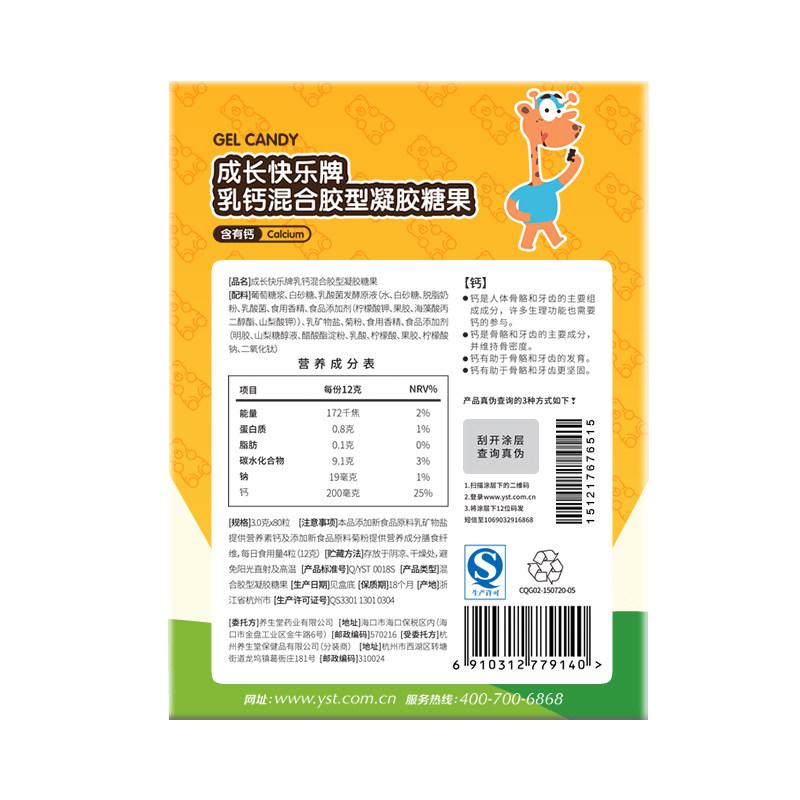 GEL CANDY
成长快乐牌
乳钙混合胶型凝胶糖果
含有钙 Calcium
[品名]成长快乐牌乳钙混合胶型凝胶糖果
[配料]葡萄糖浆、白砂糖、乳酸菌发酵原液(水、白砂糖、脱脂奶
粉、乳酸菌、食用香精、食品添加剂(柠檬酸钾、果胶、海藻酸丙
二醇酯、山梨酸钾))、乳矿物盐、菊粉、食用香精、食品添加剂
(明胶、山梨糖醇液、醋酸酯淀粉、乳酸、柠檬酸、果胶、柠檬酸
钠、二氧化钛)
营养成分表
项目 每份12克 NRV%
能量 172千焦 2%
蛋白质 0.8克 1%
脂肪 0.1克 0%
碳水化合物 9.1克 3%
钠 19毫克 1%
钙 200毫克 25%
[规格]3.0克x80粒 [注意事项]本品添加新食品原料乳矿物盐
提供营养素钙及添加新食品原料菊粉提供营养成分膳食纤
维,每日食用量4粒(12克) [贮藏方法]存放于阴凉、干燥处,避
免阳光直射及高温 [产品标准号]Q/YST 0018S [产品类型]混
合胶型凝胶糖果 [生产日期]见盒底 [保质期]18个月 [产地]浙
江省杭州市 [生产许可证号]QS3301 1301 0304
[委托方]养生堂药业有限公司 [地址]海口市海口保税区内(海
口市金盘工业区金牛路6号) [邮政编码]570216 [受委托方]杭
州养生堂保健品有限公司(分装商) [地址]杭州市西湖区转塘
街道龙坞镇葛衙庄181号 [邮政编码]310024
【钙】
●钙是人体骨骼和牙齿的主要组
成成分,许多生理功能也需要
钙的参与。
●钙是骨骼和牙齿的主要成分,
并维持骨密度。
●钙有助于骨骼和牙齿的发育。
●钙有助于骨骼和牙齿更坚固。
产品真伪查询的3种方式如下
刮开涂层
查询真伪
1.扫描涂层下的二维码
2.登录www.yst.com.cn
3.将涂层下12位码发
短信至1069032916868
151217676515
QS
生产许可
CQG02-150720-05
6 910312 779140 >
网址:www.yst.com.cn 服务热线:400-700-6868